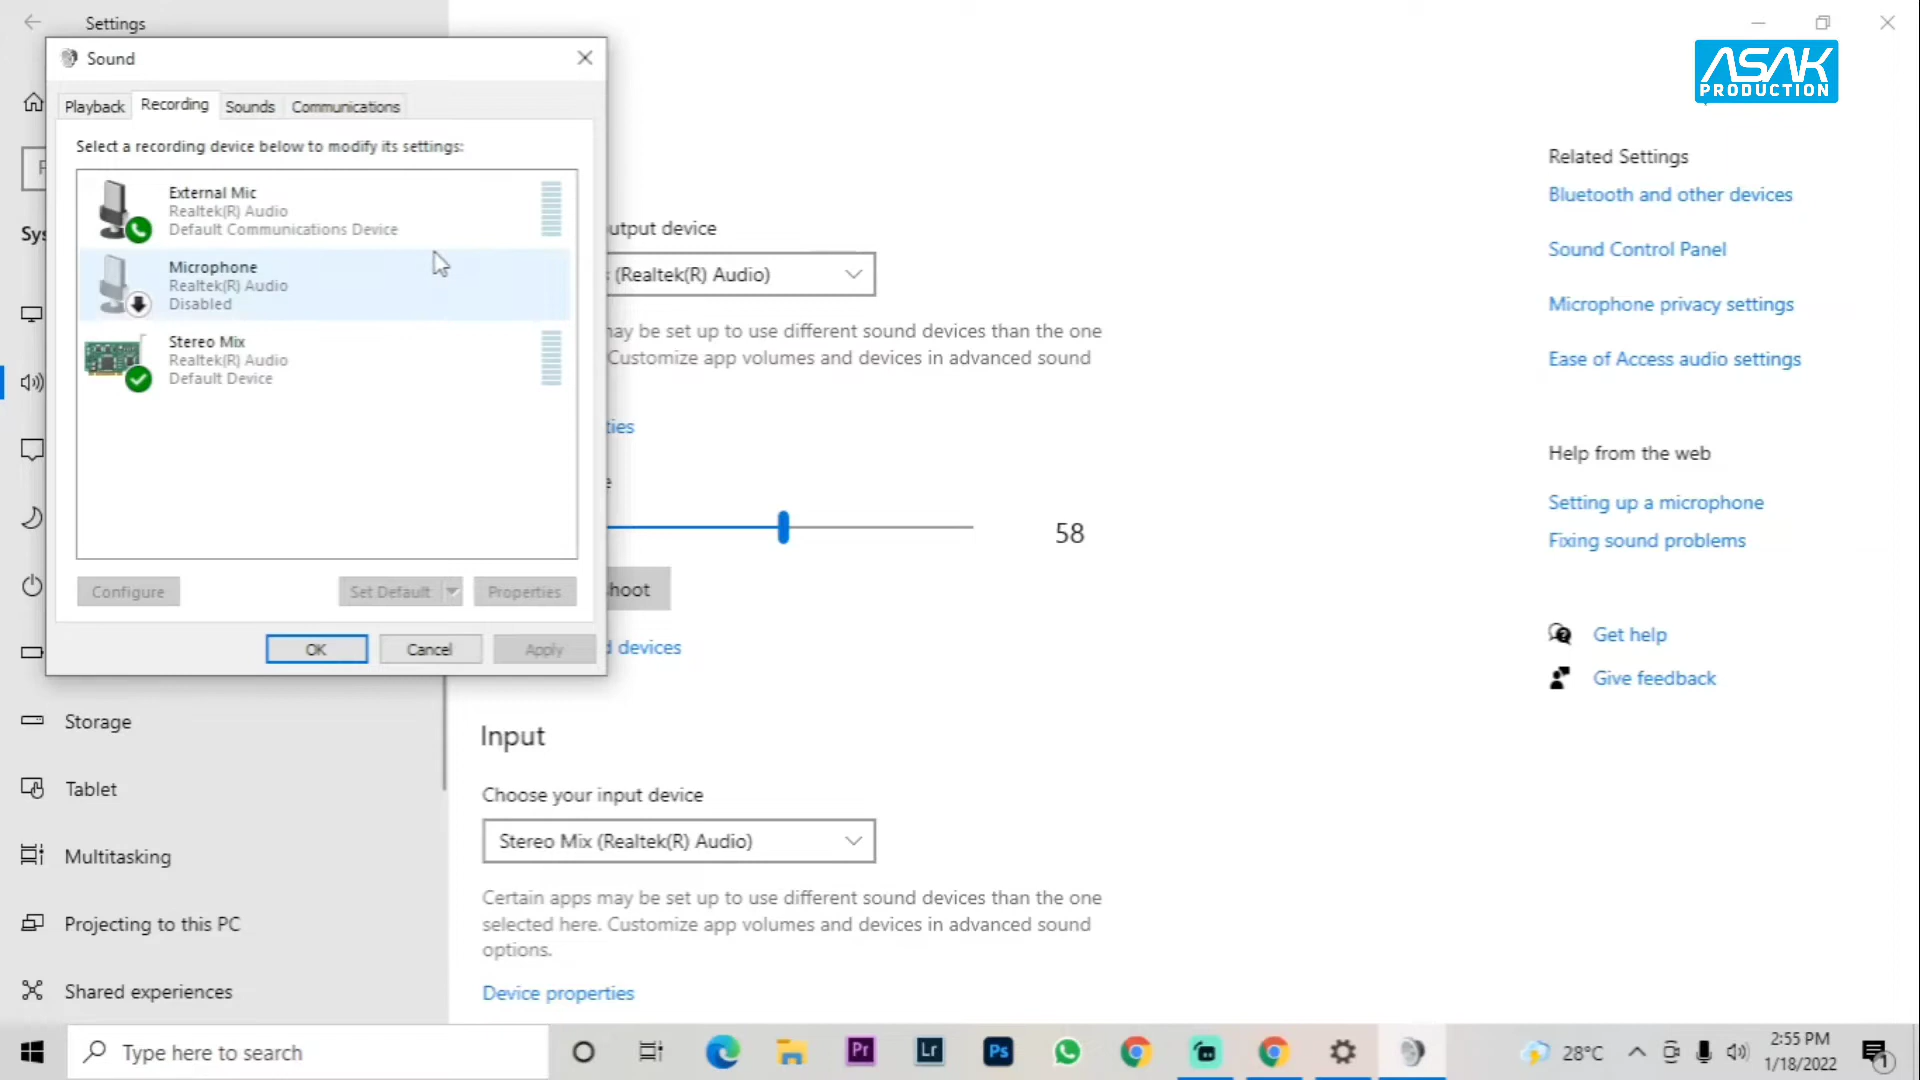 Settings
ASAK
PRODUCTION
Sound
Playback
Recording
Sounds
Communications
Select a recording device below to modify its settings:
External Mic
Realtek(R) Audio
Default Communications Device
Microphone
Realtek(R) Audio
Disabled
Stereo Mix
Realtek(R) Audio
Default Device
Configure
Set Default
Properties
OK
Cancel
Apply
Sys
utput device
(Realtek(R) Audio)
may be set up to use different sound devices than the one
Customize app volumes and devices in advanced sound
ties
e
58
hoot
d devices
Storage
Tablet
Multitasking
Projecting to this PC
Shared experiences
Input
Choose your input device
Stereo Mix (Realtek(R) Audio)
Certain apps may be set up to use different sound devices than the one
selected here. Customize app volumes and devices in advanced sound
options.
Device properties
Related Settings
Bluetooth and other devices
Sound Control Panel
Microphone privacy settings
Ease of Access audio settings
Help from the web
Setting up a microphone
Fixing sound problems
Get help
Give feedback
Type here to search
Pr
Lr
Ps
28°C
2:55 PM
1/18/2022
1